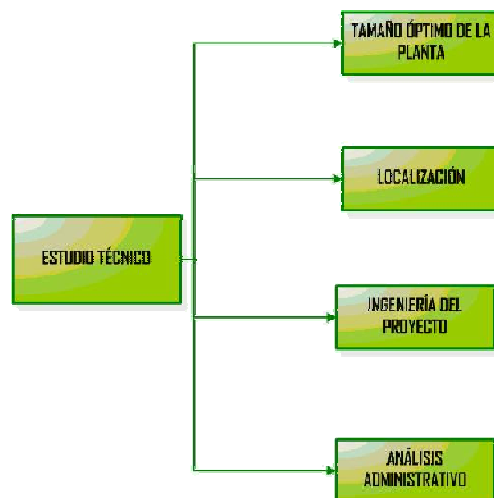 TAMAÑO ÓPTIMO DE LA
PLANTA
LOCALIZACIÓN
ESTUDIO TÉCNICO
INGENIERÍA DEL
PROYECTO
ANÁLISIS
ADMINISTRATIVO